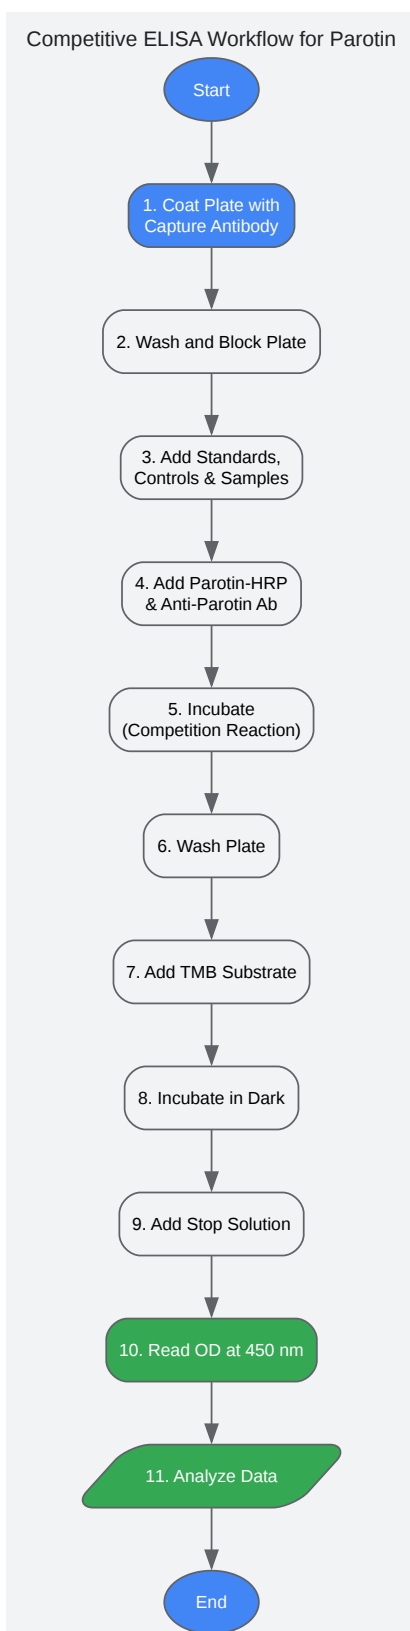 Competitive ELISA Workflow for Parotin
Start
1. Coat Plate with
Capture Antibody
2. Wash and Block Plate
3. Add Standards,
Controls & Samples
4. Add Parotin-HRP
& Anti-Parotin Ab
5. Incubate
(Competition Reaction)
6. Wash Plate
7. Add TMB Substrate
8. Incubate in Dark
9. Add Stop Solution
10. Read OD at 450 nm
11. Analyze Data
End